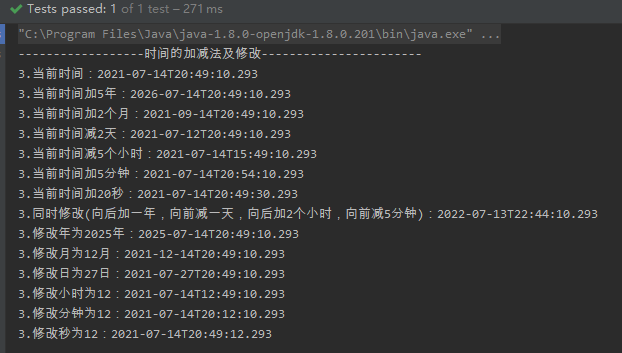 Tests passed: 1 of 1 test – 271 ms
"C:\Program Files\Java\java-1.8.0-openjdk-1.8.0.201\bin\java.exe" ...
------------------时间的加减法及修改-----------------------
3.当前时间：2021-07-14T20:49:10.293
3.当前时间加5年：2026-07-14T20:49:10.293
3.当前时间加2个月：2021-09-14T20:49:10.293
3.当前时间减2天：2021-07-12T20:49:10.293
3.当前时间减5个小时：2021-07-14T15:49:10.293
3.当前时间加5分钟：2021-07-14T20:54:10.293
3.当前时间加20秒：2021-07-14T20:49:30.293
3.同时修改(向后加一年，向前减一天，向后加2个小时，向前减5分钟)：2022-07-13T22:44:10.293
3.修改年为2025年：2025-07-14T20:49:10.293
3.修改月为12月：2021-12-14T20:49:10.293
3.修改日为27日：2021-07-27T20:49:10.293
3.修改小时为12：2021-07-14T12:49:10.293
3.修改分钟为12：2021-07-14T20:12:10.293
3.修改秒为12：2021-07-14T20:49:12.293